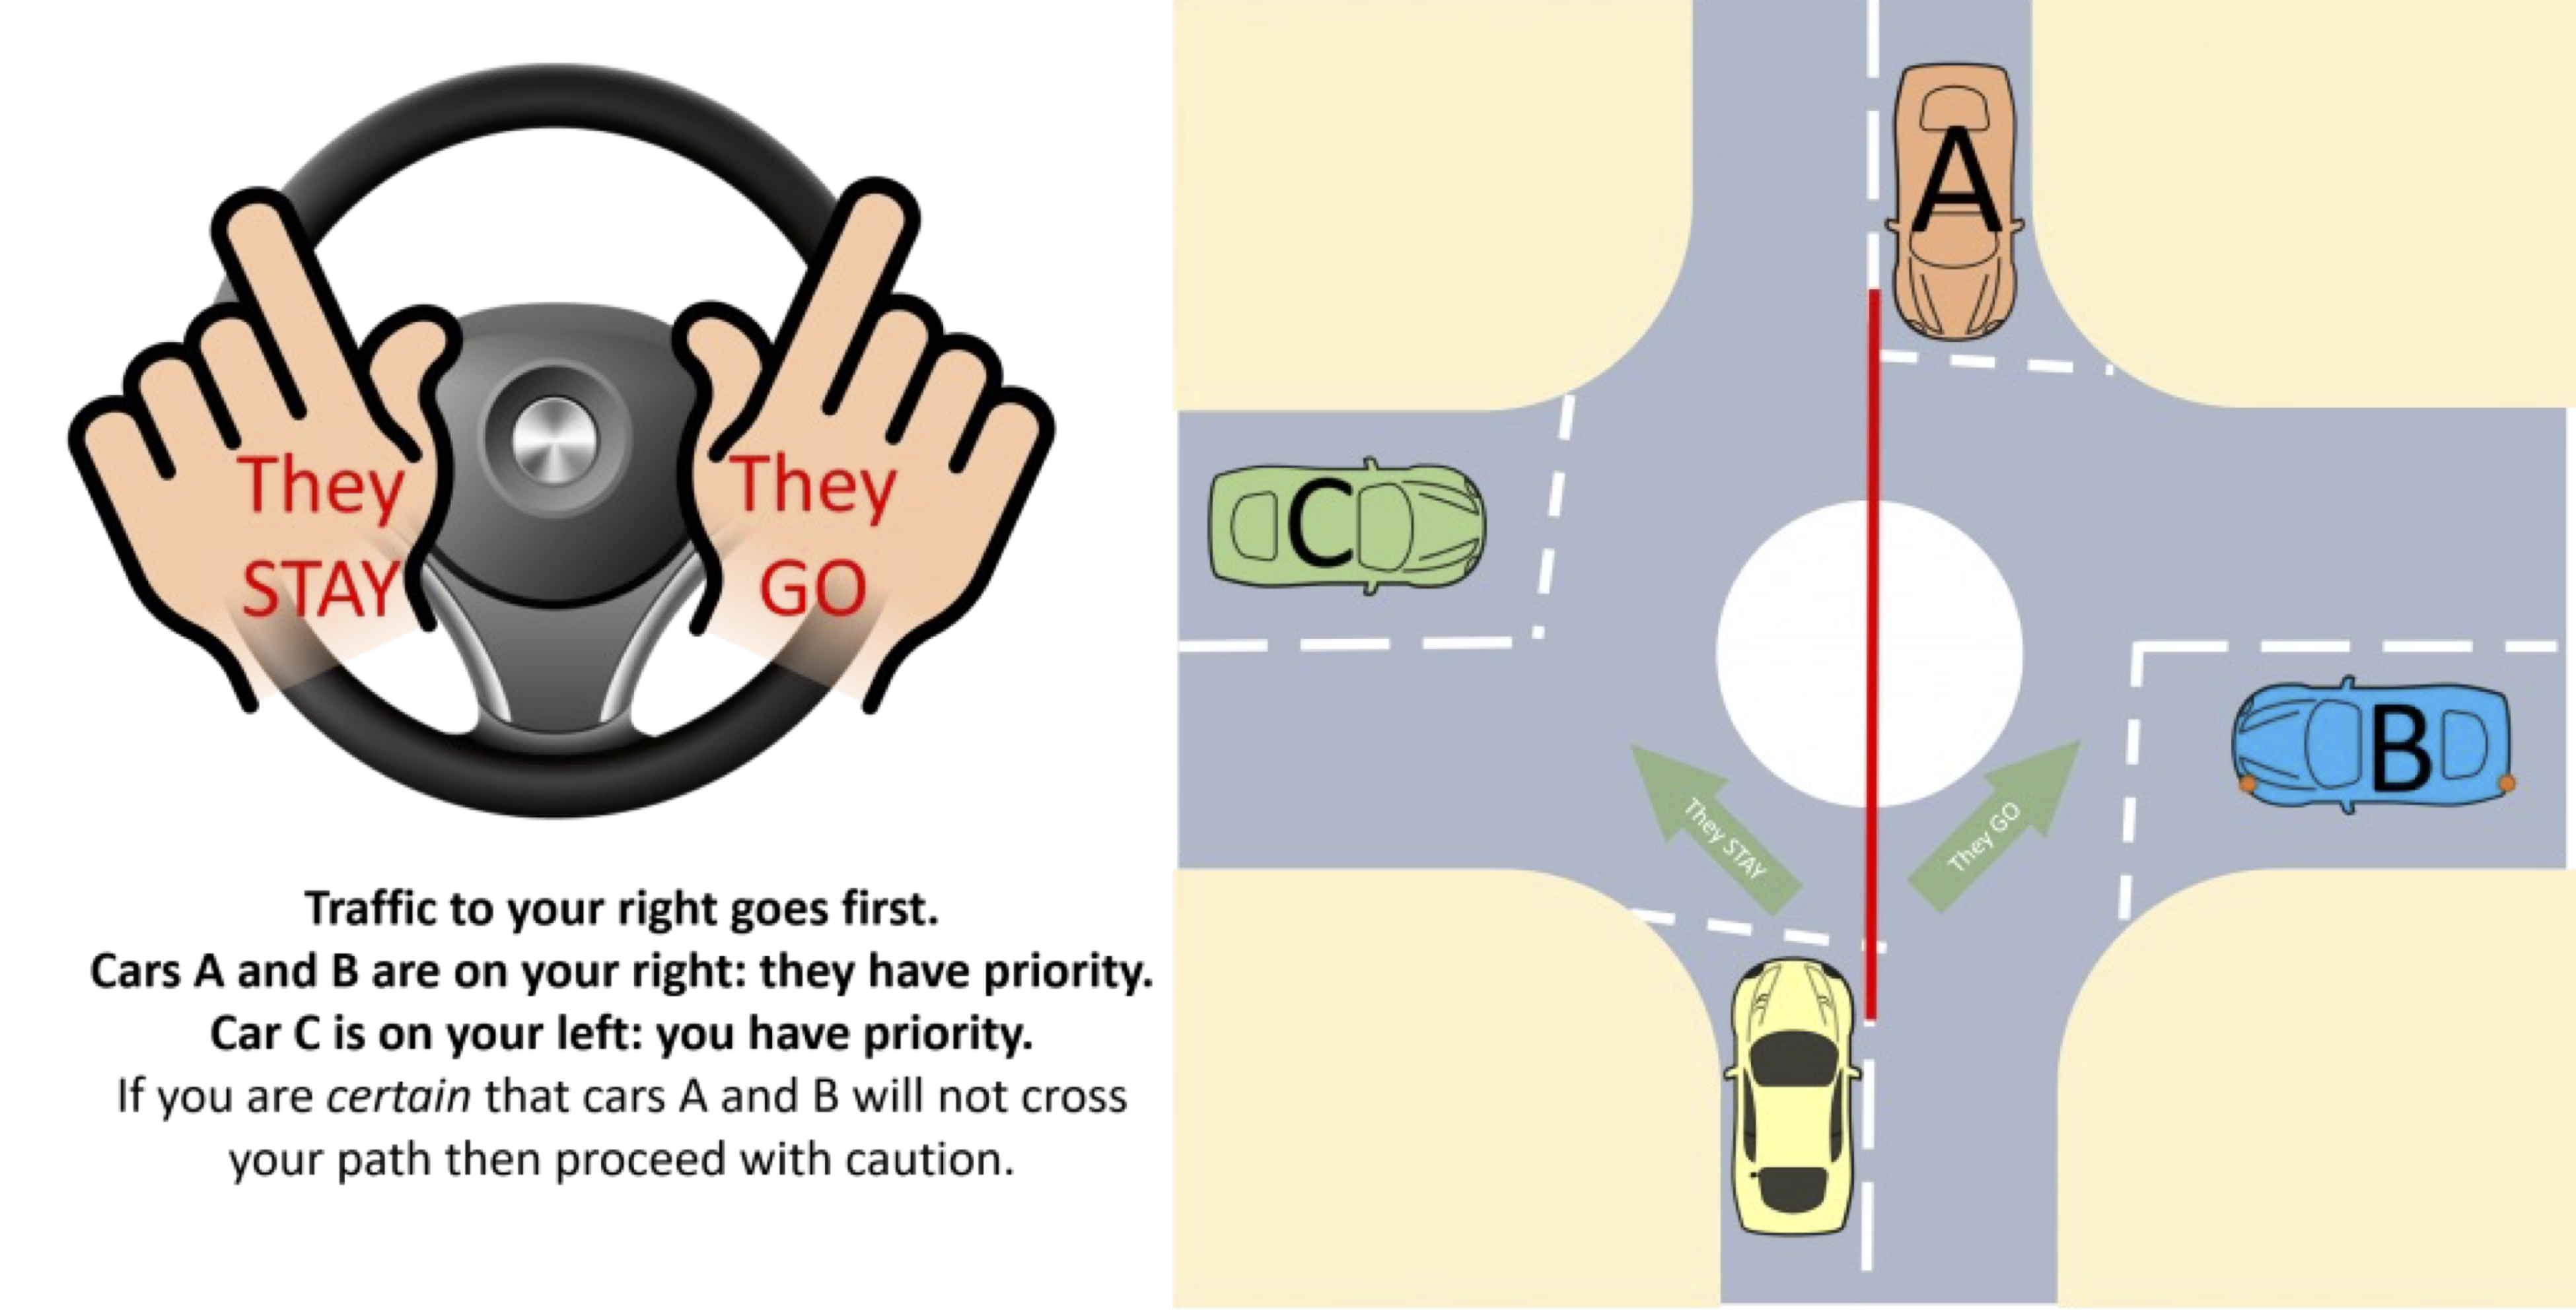 They
STAY
They
GO
Traffic to your right goes first.
Cars A and B are on your right: they have priority.
Car C is on your left: you have priority.
If you are certain that cars A and B will not cross
your path then proceed with caution.
A
C
B
They STAY
They GO